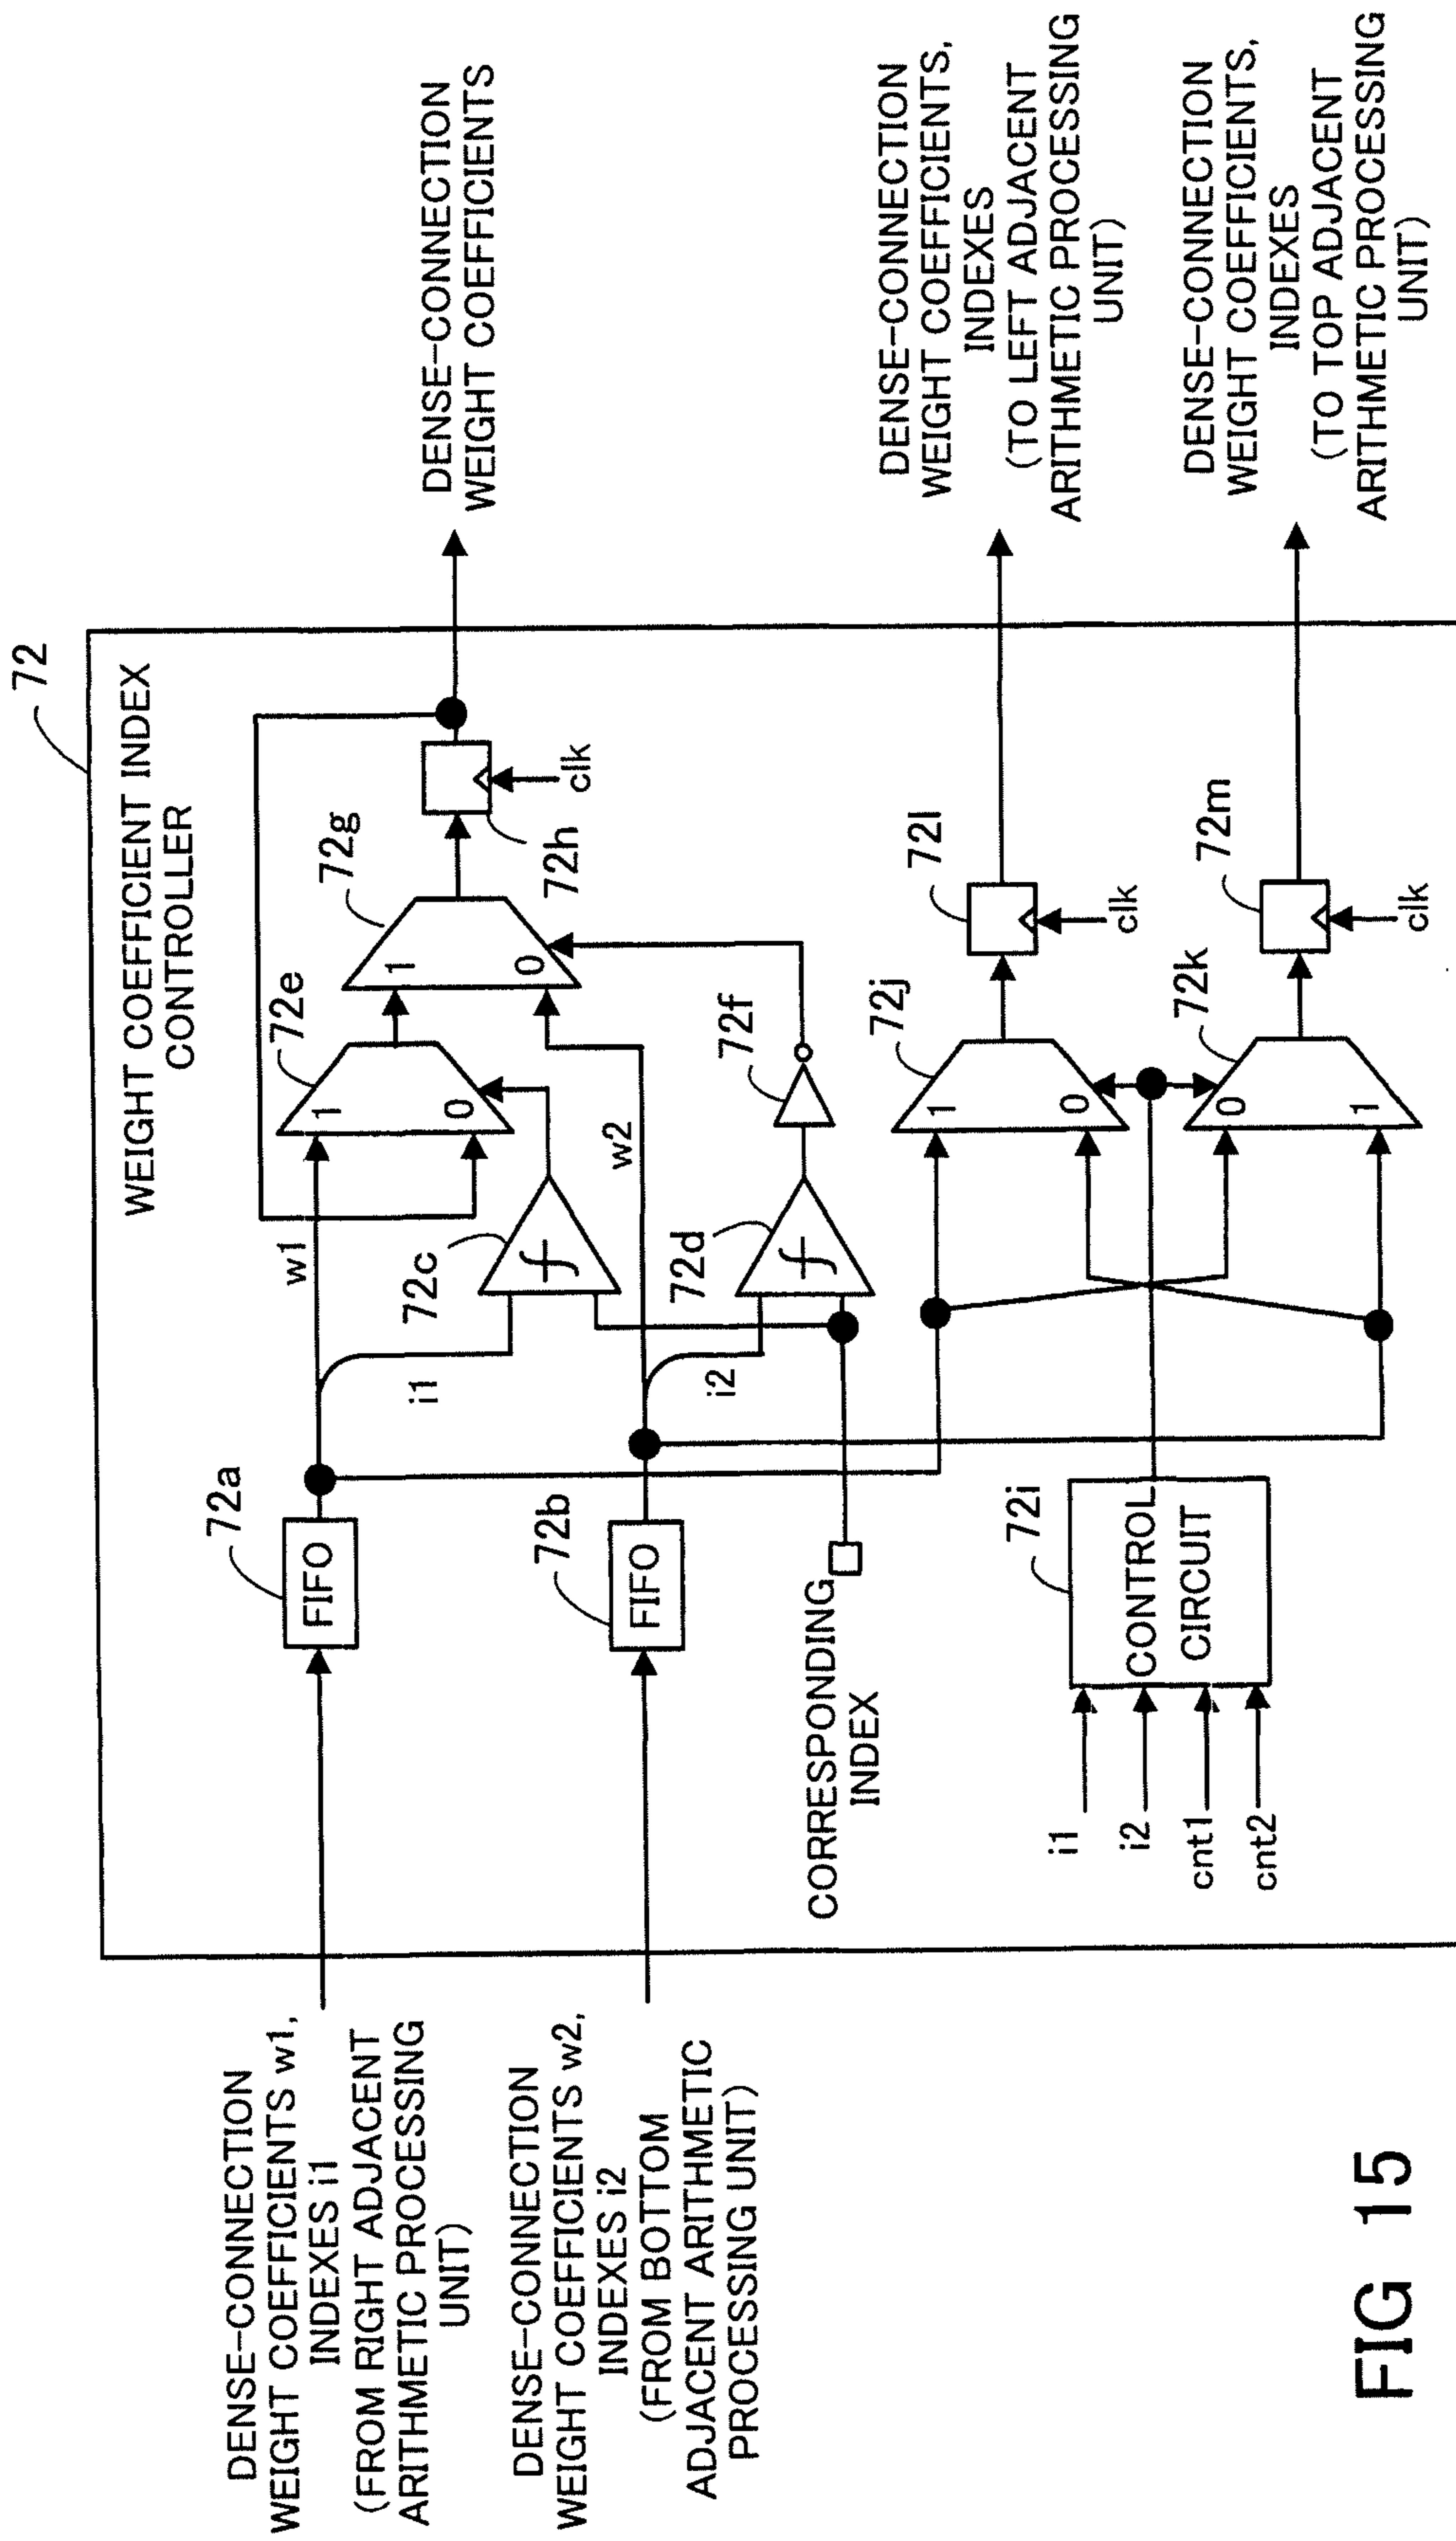 72
WEIGHT COEFFICIENT INDEX
CONTROLLER
DENSE-CONNECTION
WEIGHT COEFFICIENTS w1,
INDEXES i1
(FROM RIGHT ADJACENT
ARITHMETIC PROCESSING
UNIT)
DENSE-CONNECTION
WEIGHT COEFFICIENTS w2,
INDEXES i2
(FROM BOTTOM
ADJACENT ARITHMETIC
PROCESSING UNIT)
72a
FIFO
72b
FIFO
CORRESPONDING
INDEX
w1
i1
w2
i2
72c
f
72d
f
72e
1
0
72f
72g
1
0
72h
clk
DENSE-CONNECTION
WEIGHT COEFFICIENTS
i1
i2
cnt1
cnt2
72i
CONTROL
CIRCUIT
72j
1
0
72k
0
1
72l
clk
72m
clk
DENSE-CONNECTION
WEIGHT COEFFICIENTS,
INDEXES
(TO LEFT ADJACENT
ARITHMETIC PROCESSING
UNIT)
DENSE-CONNECTION
WEIGHT COEFFICIENTS,
INDEXES
(TO TOP ADJACENT
ARITHMETIC PROCESSING
UNIT)
FIG 15